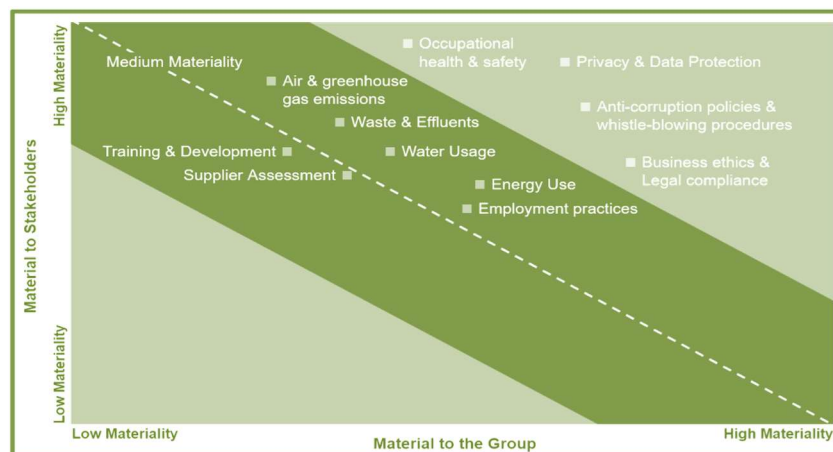 Occupational
health & safety
Medium Materiality
Privacy & Data Protection
Air & greenhouse
gas emissions
Anti-corruption policies &
whistle-blowing procedures
Waste & Effluents
Training & Development
Water Usage
Business ethics &
Legal compliance
Supplier Assessment
Energy Use
Employment practices
High Materiality
Material to Stakeholders
Low Materiality
Low Materiality
Material to the Group
High Materiality